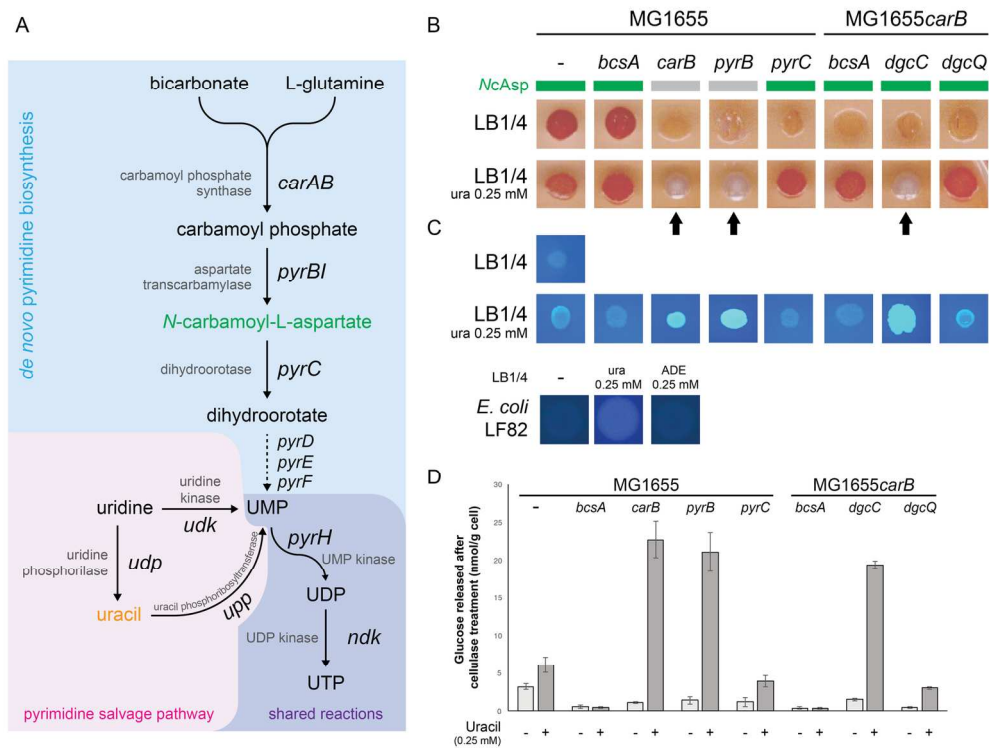 A
bicarbonate L-glutamine
carbamoyl phosphate
synthase
carAB
carbamoyl phosphate
aspartate
transcarbamylase
pyrBI
N-carbamoyl-L-aspartate
dihydroorotase
pyrC
dihydroorotate
pyrD
pyrE
pyrF
de novo pyrimidine biosynthesis
uridine
uridine
kinase
udk
UMP
uridine
phosphorilase
udp
uracil
uracil phosphoribosyltransferase
upp
pyrH
UMP kinase
UDP
UDP kinase
ndk
UTP
pyrimidine salvage pathway
shared reactions
B
MG1655 MG1655carB
- bcsA carB pyrB pyrC bcsA dgcC dgcQ
NcAsp
LB1/4
LB1/4
ura 0.25 mM
C
LB1/4
LB1/4
ura 0.25 mM
LB1/4 - ura
0.25 mM
ADE
0.25 mM
E. coli
LF82
D
MG1655 MG1655carB
- bcsA carB pyrB pyrC bcsA dgcC dgcQ
Glucose released after
cellulase treatment (nmol/g cell)
30
25
20
15
10
5
0
Uracil
(0.25 mM)
- + - + - + - + - + - + - + - +